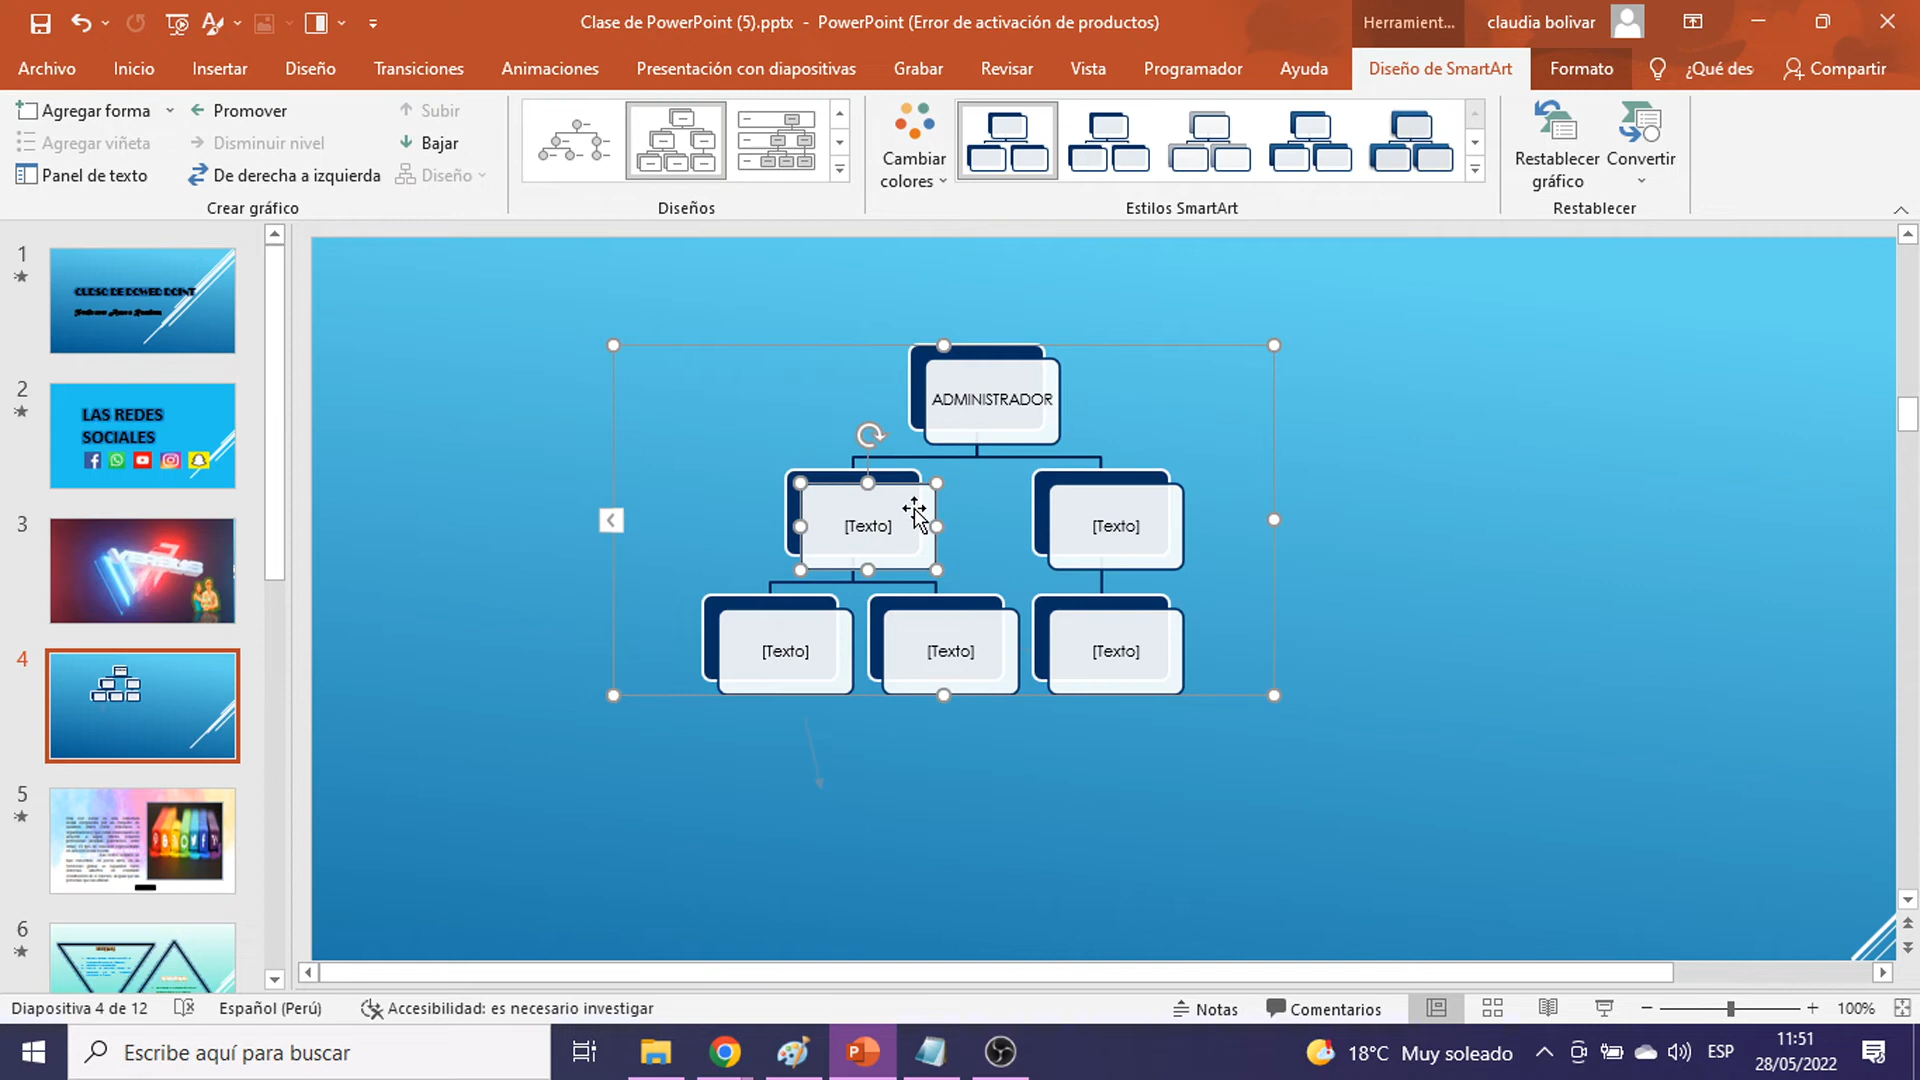 Clase de PowerPoint (5).pptx - PowerPoint (Error de activación de productos)
Herramient...
claudia bolivar
Archivo Inicio Insertar Diseño Transiciones Animaciones Presentación con diapositivas Grabar Revisar Vista Programador Ayuda Diseño de SmartArt Formato ¿Qué des Compartir
Agregar forma Promover Subir
Agregar viñeta Disminuir nivel Bajar
Panel de texto De derecha a izquierda Diseño
Cambiar colores
Restablecer gráfico
Convertir
Crear gráfico Diseños Estilos SmartArt Restablecer
1
CURSO DE POWER POINT
2
LAS REDES
SOCIALES
3
VERSUS
4
5
6
ADMINISTRADOR
[Texto] [Texto]
[Texto] [Texto] [Texto]
Diapositiva 4 de 12 Español (Perú) Accesibilidad: es necesario investigar Notas Comentarios 100%
Escribe aquí para buscar
18°C Muy soleado ESP
11:51
28/05/2022